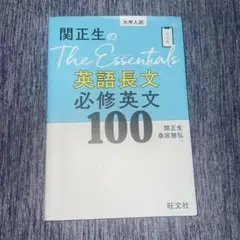 大学入試
関正生の
The Essentials
英語長文
必修英文
100
関正生
桑原雅弘
旺文社